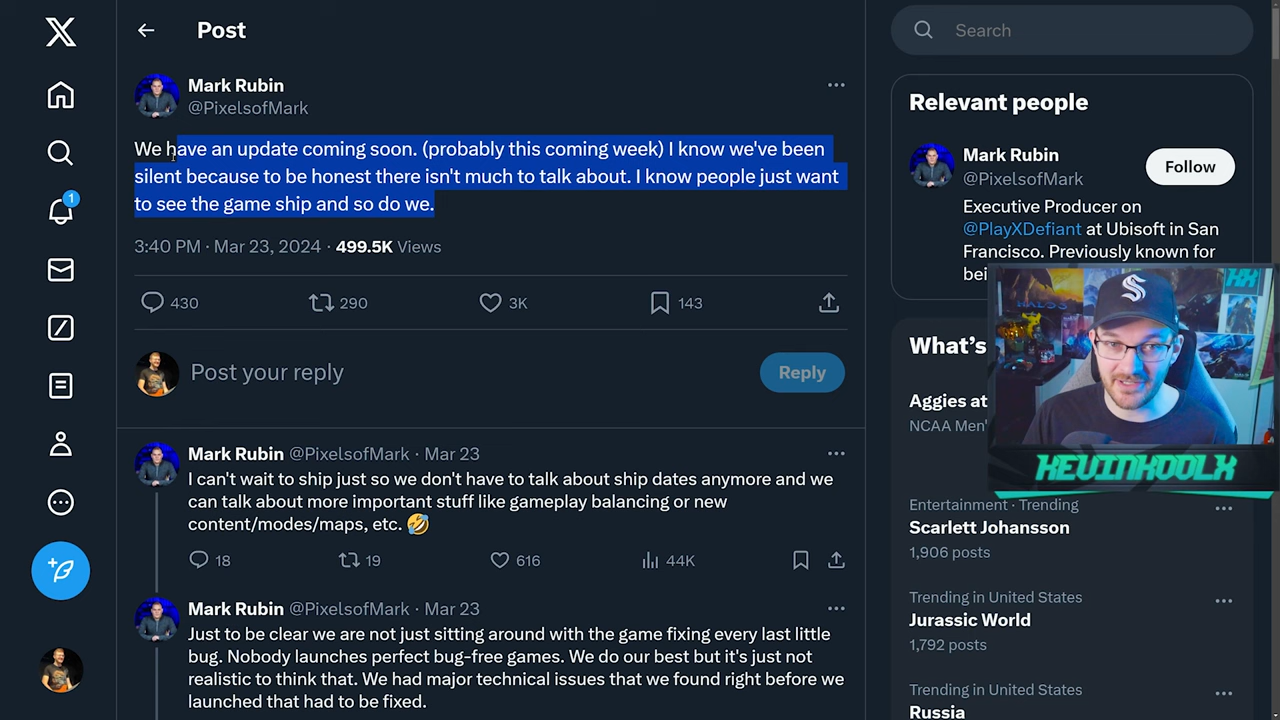 Post
Search
Mark Rubin
@PixelsofMark
We have an update coming soon. (probably this coming week) I know we've been
silent because to be honest there isn't much to talk about. I know people just want
to see the game ship and so do we.
3:40 PM · Mar 23, 2024 · 499.5K Views
430
290
3K
143
Post your reply
Reply
Mark Rubin @PixelsofMark · Mar 23
I can't wait to ship just so we don't have to talk about ship dates anymore and we
can talk about more important stuff like gameplay balancing or new
content/modes/maps, etc. 🤣
18
19
616
44K
Mark Rubin @PixelsofMark · Mar 23
Just to be clear we are not just sitting around with the game fixing every last little
bug. Nobody launches perfect bug-free games. We do our best but it's just not
realistic to think that. We had major technical issues that we found right before we
launched that had to be fixed.
1
Relevant people
Mark Rubin
@PixelsofMark
Follow
Executive Producer on
@PlayXDefiant at Ubisoft in San
Francisco. Previously known for
bei
What's
Aggies at
NCAA Men'
KEVINKOOLX
Entertainment · Trending
Scarlett Johansson
1,906 posts
Trending in United States
Jurassic World
1,792 posts
Trending in United States
Russia